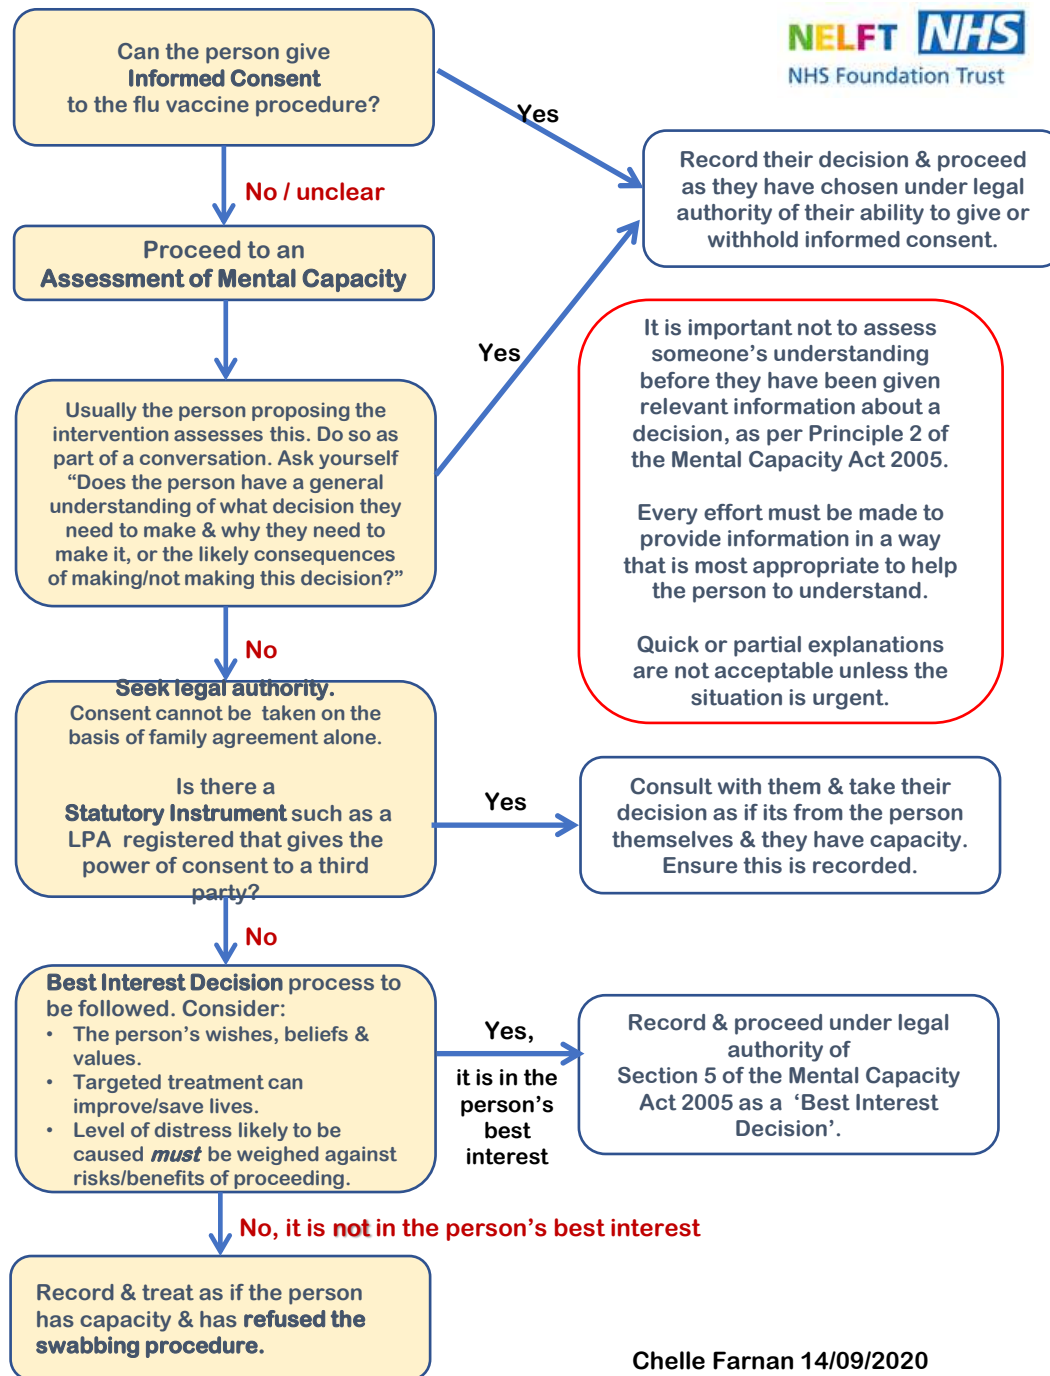 NELFT NHS
NHS Foundation Trust
Can the person give
Informed Consent
to the flu vaccine procedure?
Yes
Record their decision & proceed
as they have chosen under legal
authority of their ability to give or
withhold informed consent.
No / unclear
Proceed to an
Assessment of Mental Capacity
Yes
Usually the person proposing the
intervention assesses this. Do so as
part of a conversation. Ask yourself
“Does the person have a general
understanding of what decision they
need to make & why they need to
make it, or the likely consequences
of making/not making this decision?”
It is important not to assess
someone’s understanding
before they have been given
relevant information about a
decision, as per Principle 2 of
the Mental Capacity Act 2005.
Every effort must be made to
provide information in a way
that is most appropriate to help
the person to understand.
Quick or partial explanations
are not acceptable unless the
situation is urgent.
No
Seek legal authority.
Consent cannot be taken on the
basis of family agreement alone.
Is there a
Statutory Instrument such as a
LPA registered that gives the
power of consent to a third
party?
Yes
Consult with them & take their
decision as if its from the person
themselves & they have capacity.
Ensure this is recorded.
No
Best Interest Decision process to
be followed. Consider:
• The person’s wishes, beliefs &
values.
• Targeted treatment can
improve/save lives.
• Level of distress likely to be
caused must be weighed against
risks/benefits of proceeding.
Yes,
it is in the
person’s
best
interest
Record & proceed under legal
authority of
Section 5 of the Mental Capacity
Act 2005 as a ‘Best Interest
Decision’.
No, it is not in the person’s best interest
Record & treat as if the person
has capacity & has refused the
swabbing procedure.
Chelle Farnan 14/09/2020